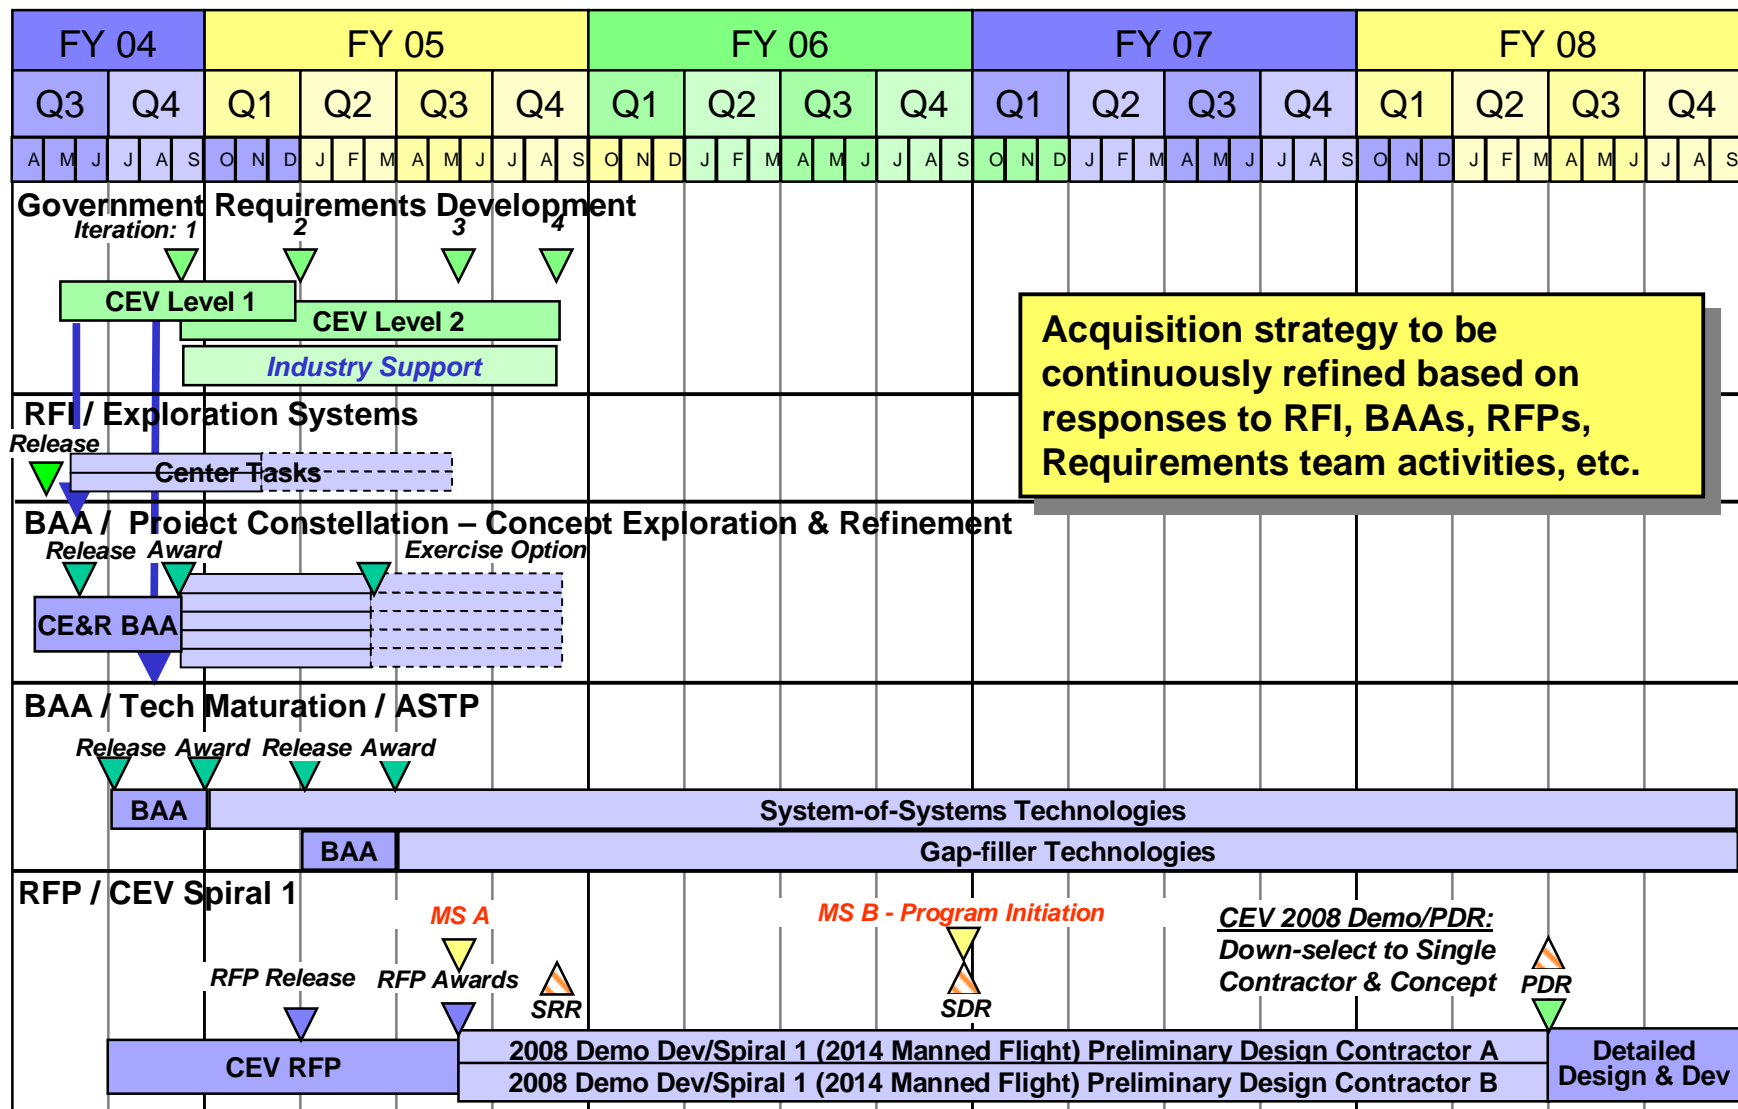 FY 04 FY 05 FY 06 FY 07 FY 08
Q3 Q4 Q1 Q2 Q3 Q4 Q1 Q2 Q3 Q4 Q1 Q2 Q3 Q4 Q1 Q2 Q3 Q4
A M J J A S O N D J F M A M J J A S O N D J F M A M J J A S O N D J F M A M J J A S O N D J F M A M J J A S
Government Requirements Development
Iteration: 1 2 3 4
CEV Level 1
CEV Level 2
Industry Support
Acquisition strategy to be
continuously refined based on
responses to RFI, BAAs, RFPs,
Requirements team activities, etc.
RFI / Exploration Systems
Release
Center Tasks
BAA / Project Constellation – Concept Exploration & Refinement
Release Award Exercise Option
CE&R BAA
BAA / Tech Maturation / ASTP
Release Award Release Award
BAA System-of-Systems Technologies
BAA Gap-filler Technologies
RFP / CEV Spiral 1
MS A
MS B - Program Initiation
CEV 2008 Demo/PDR:
Down-select to Single
Contractor & Concept
RFP Release RFP Awards
SRR
SDR
PDR
CEV RFP
2008 Demo Dev/Spiral 1 (2014 Manned Flight) Preliminary Design Contractor A
2008 Demo Dev/Spiral 1 (2014 Manned Flight) Preliminary Design Contractor B
Detailed
Design & Dev